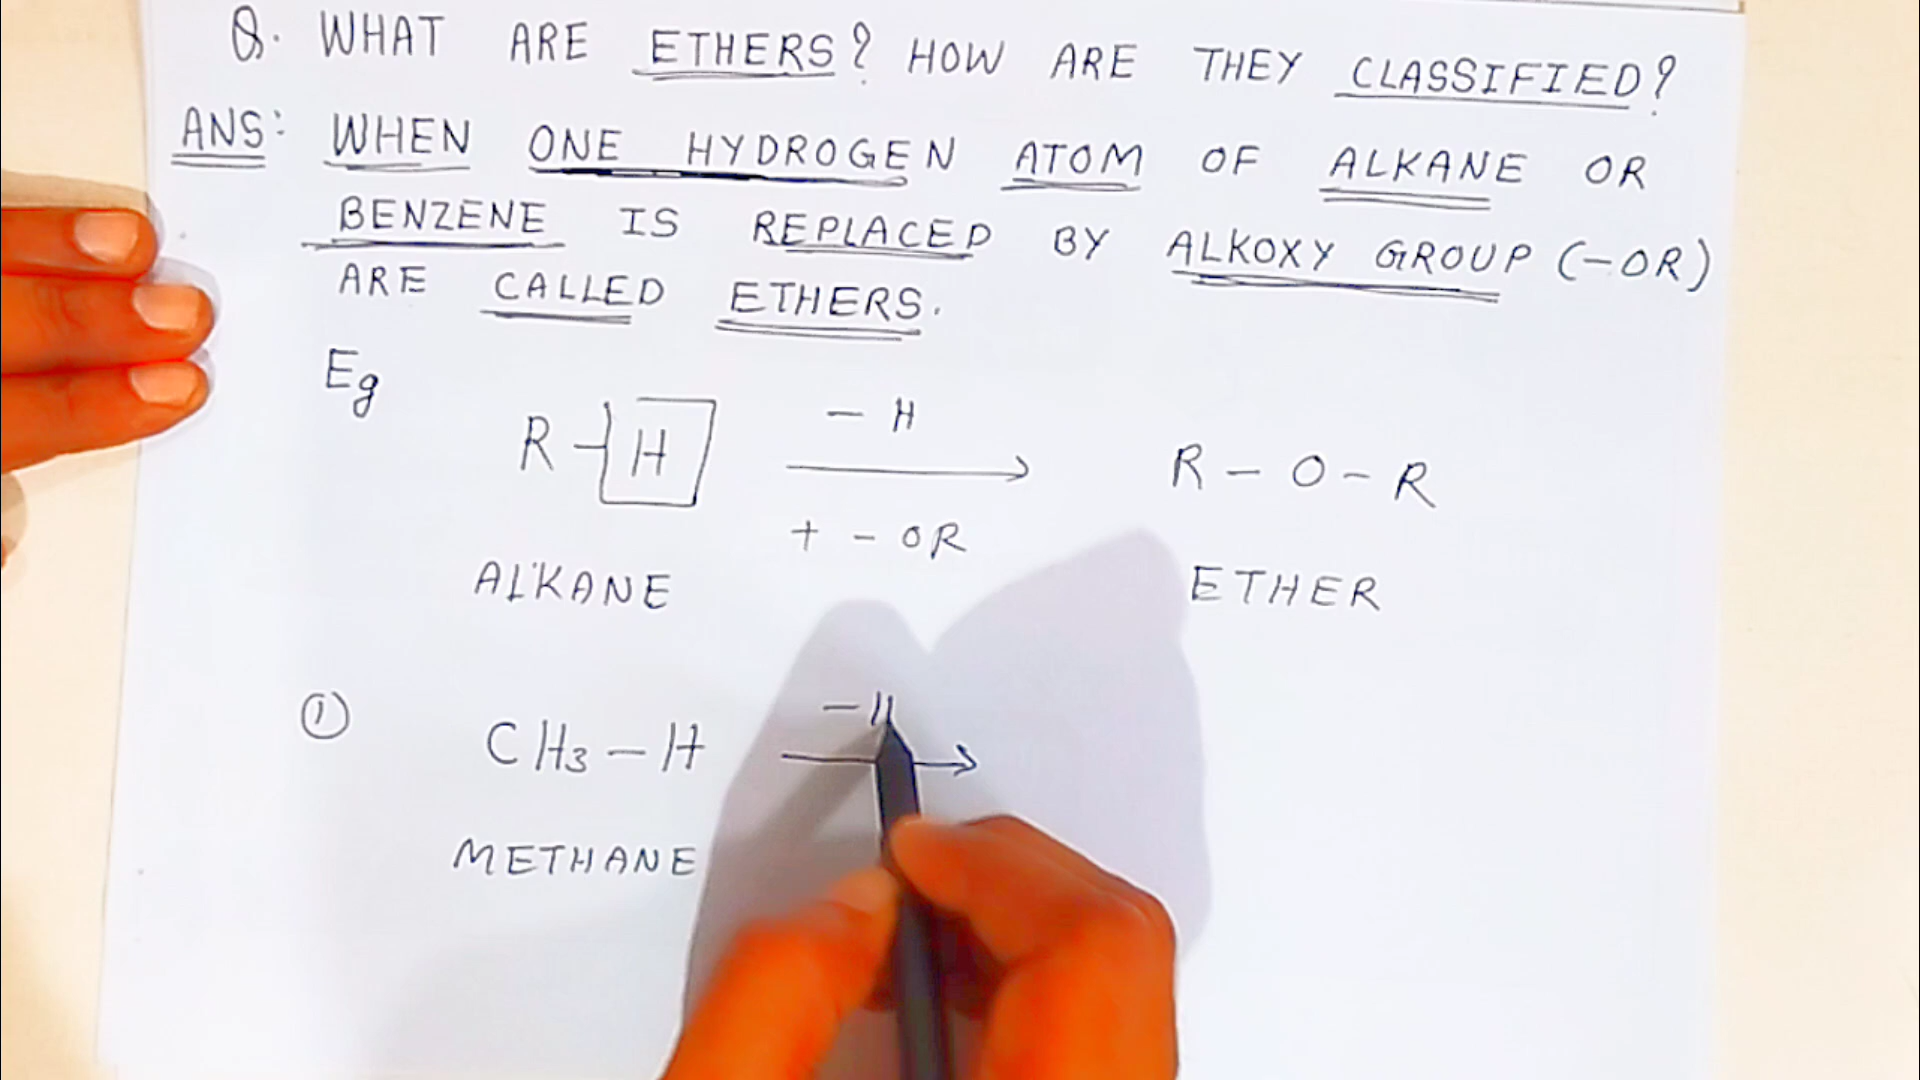 Q. WHAT ARE ETHERS? HOW ARE THEY CLASSIFIED?
ANS: WHEN ONE HYDROGEN ATOM OF ALKANE OR
BENZENE IS REPLACED BY ALKOXY GROUP (-OR)
ARE CALLED ETHERS.
Eg
R - H
- H
+ - OR
R - O - R
ALKANE
ETHER
① CH3 - H
-
METHANE